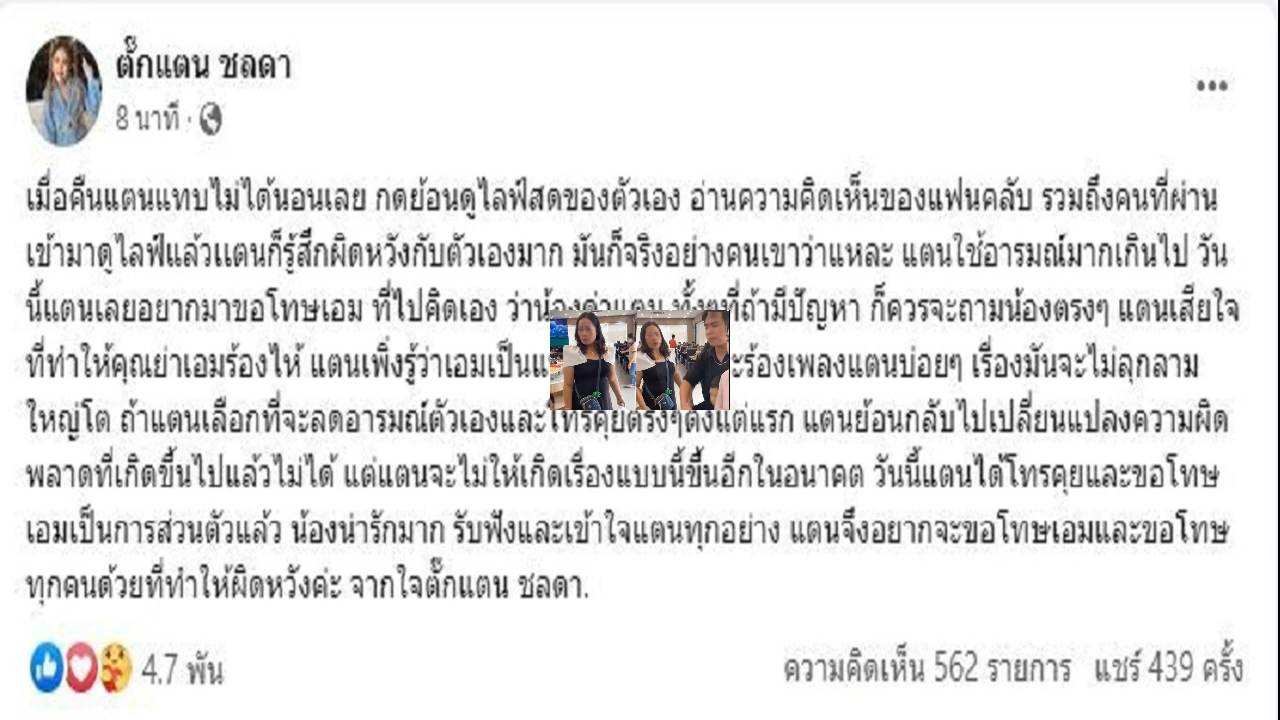 ตั๊กแตน ชลดา
8 นาที ·
เมื่อคืนแตนแทบไม่ได้นอนเลย กดย้อนดูไลฟ์สดของตัวเอง อ่านความคิดเห็นของแฟนคลับ รวมถึงคนที่ผ่าน
เข้ามาดูไลฟ์แล้วแตนก็รู้สึกผิดหวังกับตัวเองมาก มันก็จริงอย่างคนเขาว่าแหละ แตนใช้อารมณ์มากเกินไป วัน
นี้แตนเลยอยากมาขอโทษเอม ที่ไปคิดเอง ว่าน้องด่าแตน ทั้งๆที่ถ้ามีปัญหา ก็ควรจะถามน้องตรงๆ แตนเสียใจ
ที่ทำให้คุณย่าเอมร้องไห้ แตนเพิ่งรู้ว่าเอมเป็น ร้องเพลงแตนบ่อยๆ เรื่องมันจะไม่ลุกลาม
ใหญ่โต ถ้าแตนเลือกที่จะลดอารมณ์ตัวเองและโทรคุยตรงๆตั้งแต่แรก แตนย้อนกลับไปเปลี่ยนแปลงความผิด
พลาดที่เกิดขึ้นไปแล้วไม่ได้ แต่แตนจะไม่ให้เกิดเรื่องแบบนี้ขึ้นอีกในอนาคต วันนี้แตนได้โทรคุยและขอโทษ
เอมเป็นการส่วนตัวแล้ว น้องน่ารักมาก รับฟังและเข้าใจแตนทุกอย่าง แตนจึงอยากจะขอโทษเอมและขอโทษ
ทุกคนด้วยที่ทำให้ผิดหวังค่ะ จากใจตั๊กแตน ชลดา.
4.7 พัน
ความคิดเห็น 562 รายการ แชร์ 439 ครั้ง